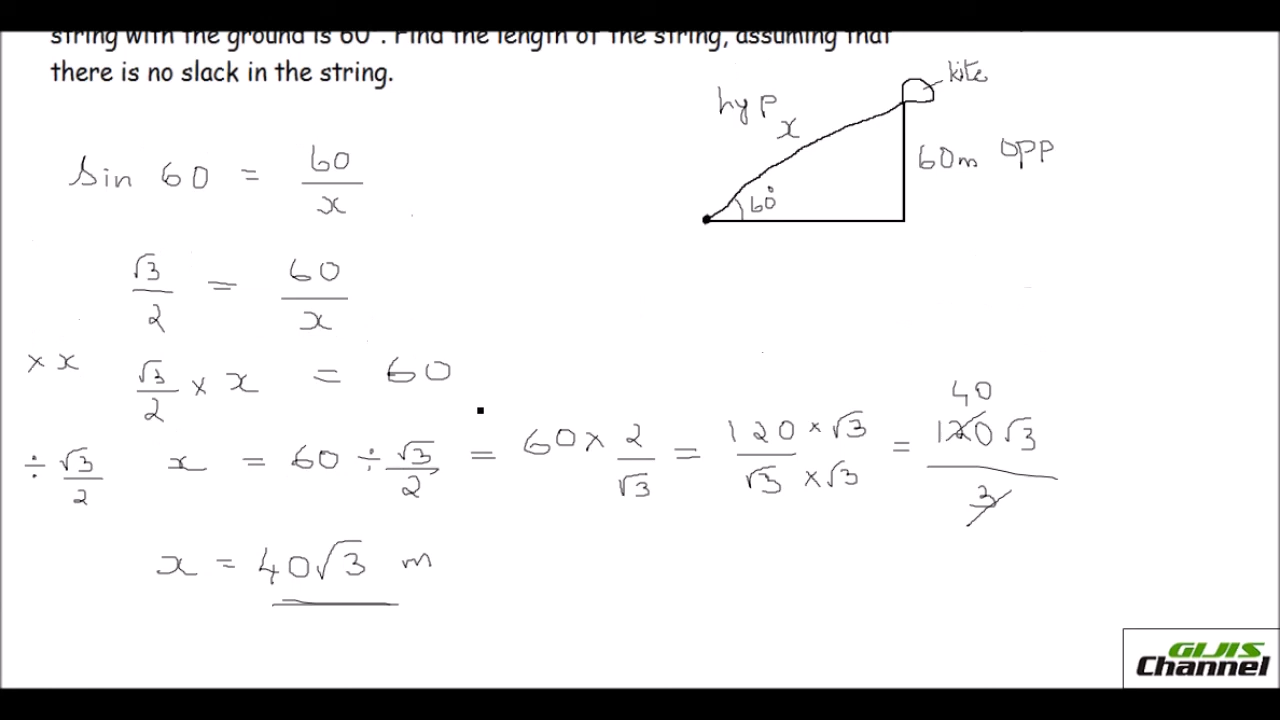 string with the ground is 60°. Find the length of the string, assuming that
there is no slack in the string.
kite
hyp
x
60m opp
60°
Sin 60 = 60/x
√3/2 = 60/x
× x √3/2 × x = 60
÷ √3/2 x = 60 ÷ √3/2 = 60 × 2/√3 = 120 × √3 / √3 × √3 = 120√3 / 3
40
x = 40√3 m
GIJIS
Channel